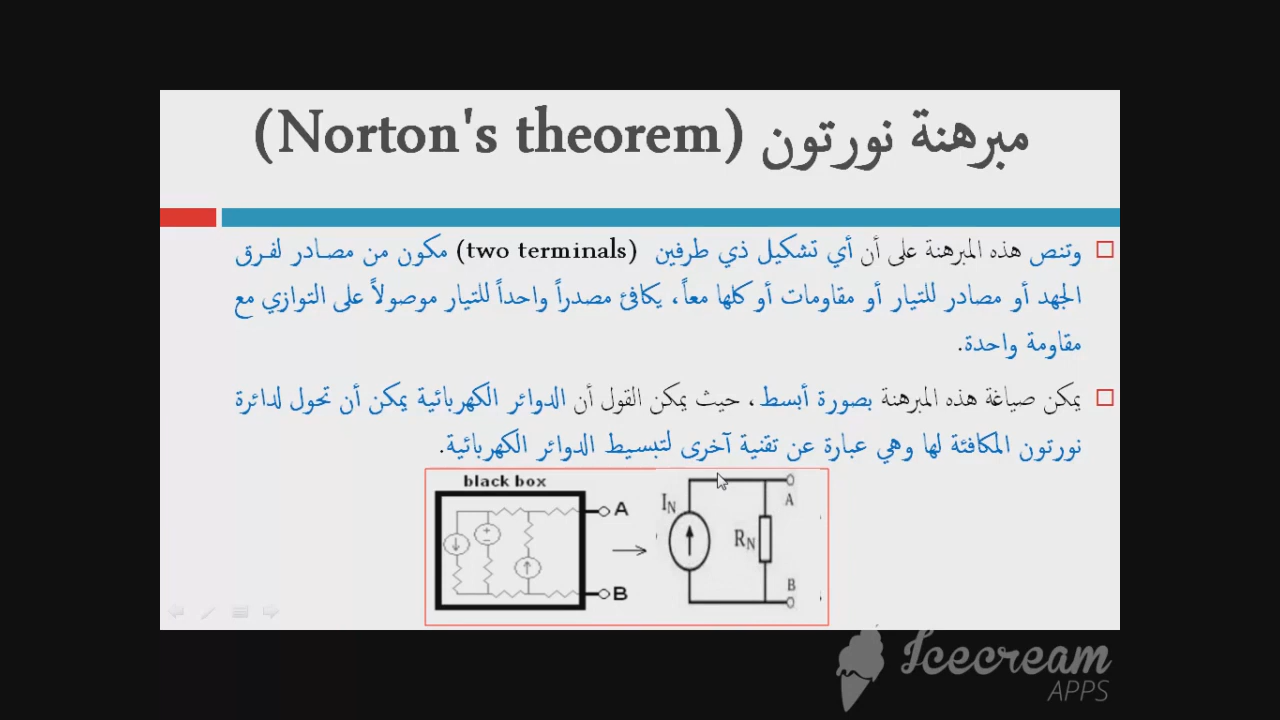 مبرهنة نورتون (Norton's theorem)
وتنص هذه المبرهنة على أن أي تشكيل ذي طرفين (two terminals) مكون من مصادر لفرق
الجهد أو مصادر للتيار أو مقاومات أو كلها معاً، يكافئ مصدراً واحداً للتيار موصولاً على التوازي مع
مقاومة واحدة.
يمكن صياغة هذه المبرهنة بصورة أبسط، حيث يمكن القول أن الدوائر الكهربائية يمكن أن تحول لدائرة
نورتون المكافئة لها وهي عبارة عن تقنية آخرى لتبسيط الدوائر الكهربائية.
black box
A
B
IN
RN
A
B
Icecream
APPS